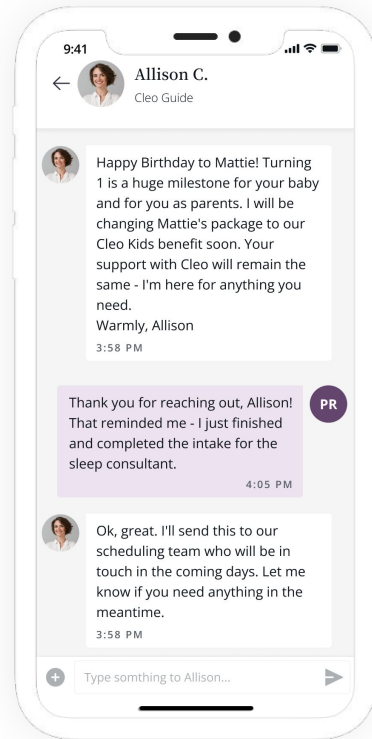 9:41
Allison C.
Cleo Guide
Happy Birthday to Mattie! Turning
1 is a huge milestone for your baby
and for you as parents. I will be
changing Mattie's package to our
Cleo Kids benefit soon. Your
support with Cleo will remain the
same - I'm here for anything you
need.
Warmly, Allison
3:58 PM
Thank you for reaching out, Allison!
That reminded me - I just finished
and completed the intake for the
sleep consultant.
4:05 PM
PR
Ok, great. I'll send this to our
scheduling team who will be in
touch in the coming days. Let me
know if you need anything in the
meantime.
3:58 PM
Type somthing to Allison...